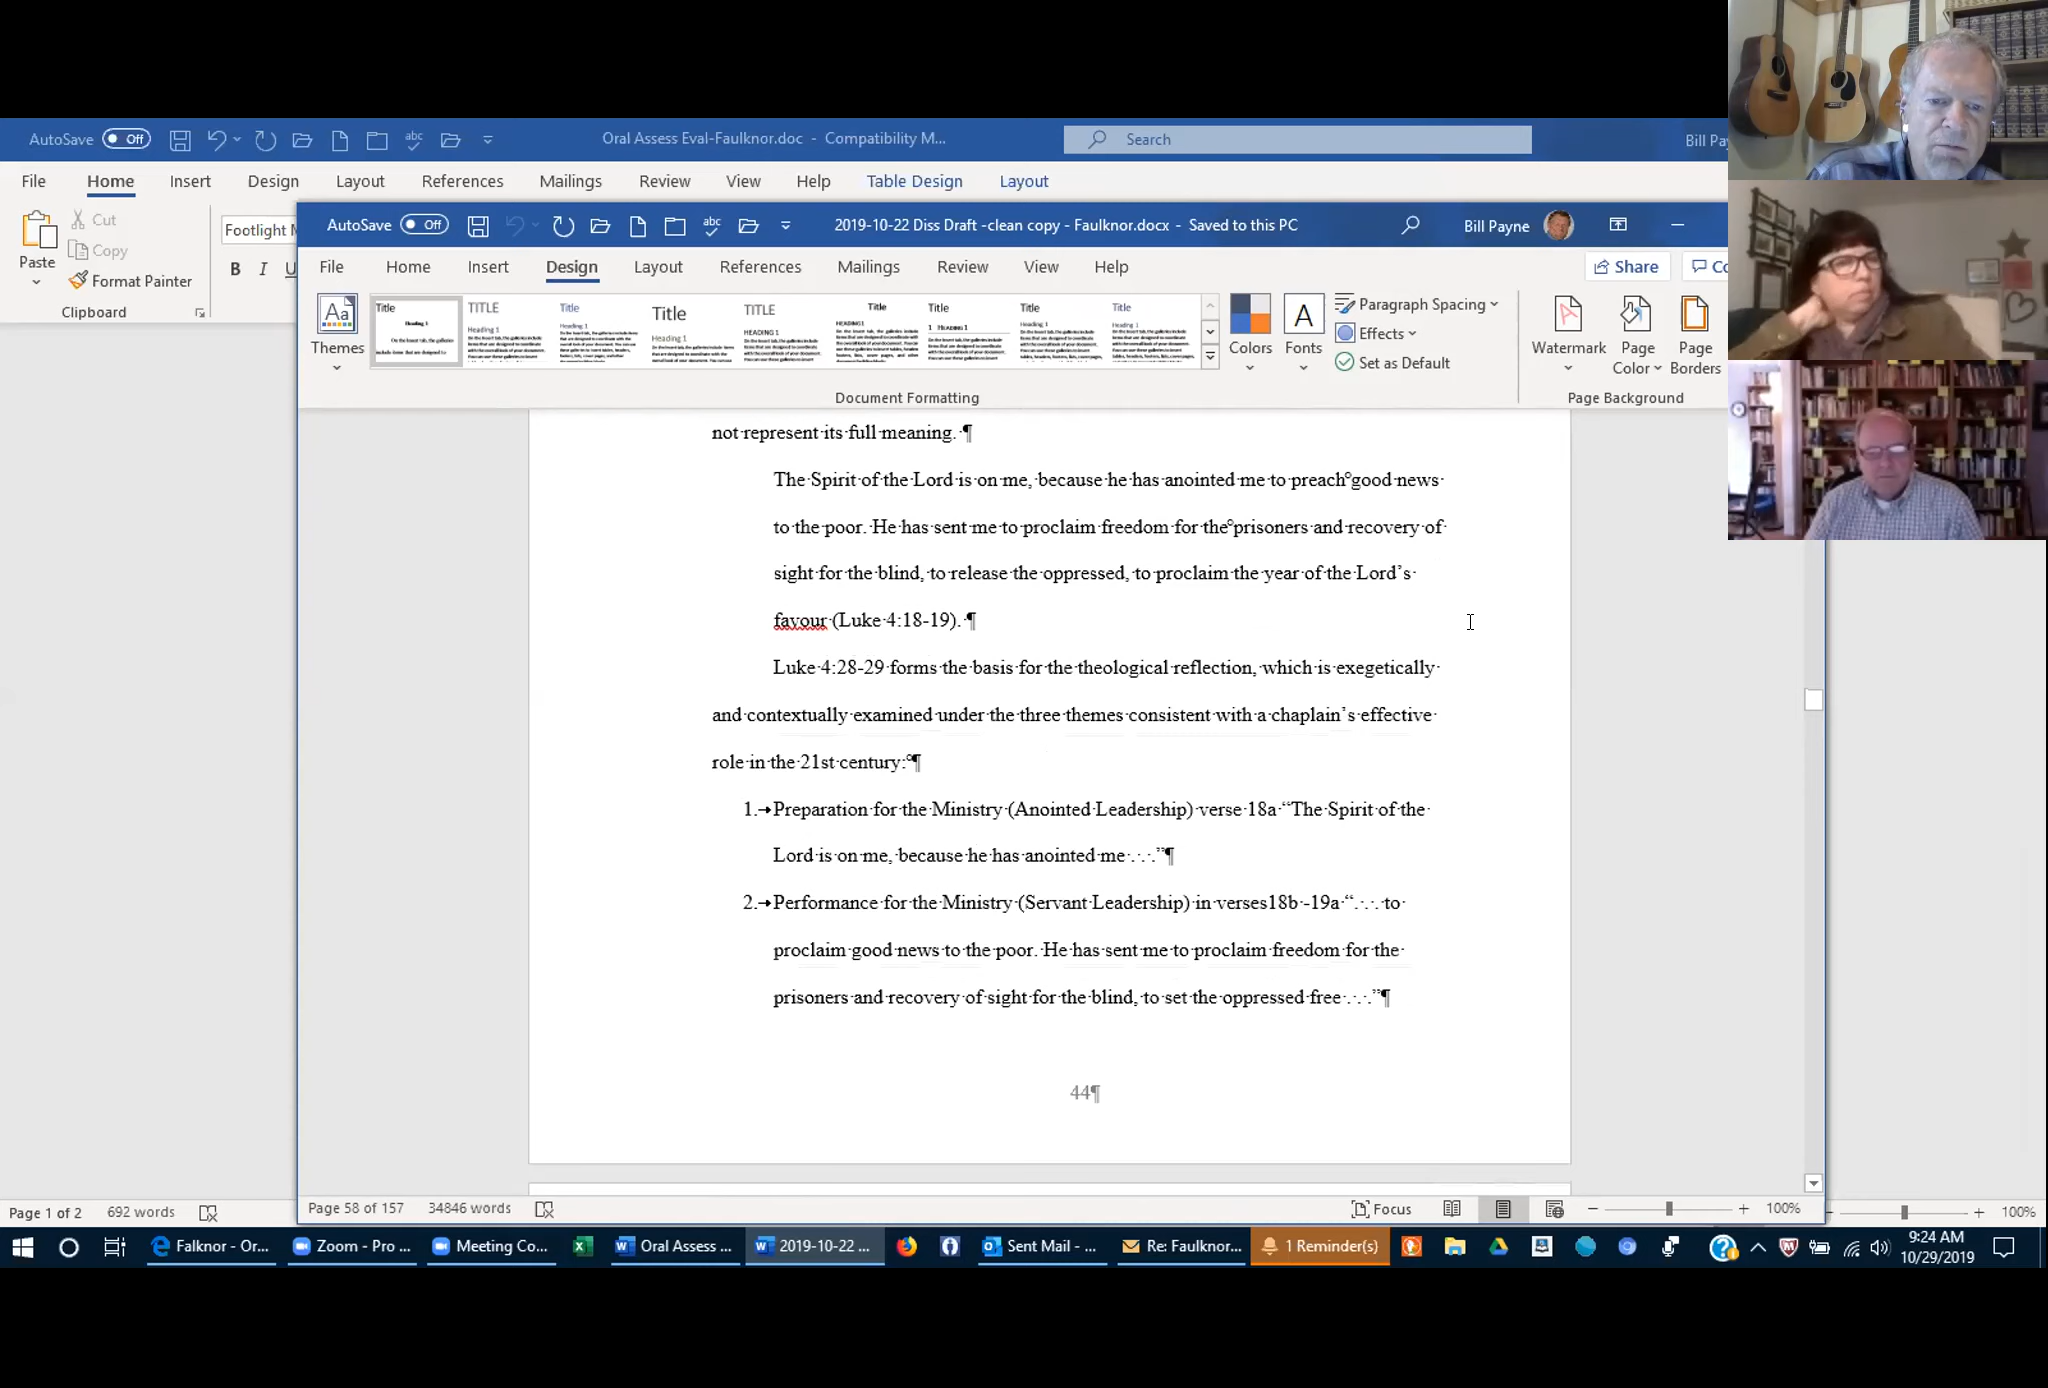 AutoSave Off
Oral Assess Eval-Faulknor.doc - Compatibility M...
Search
Bill Pay
File Home Insert Design Layout References Mailings Review View Help Table Design Layout
Paste
Cut
Copy
Format Painter
Clipboard
Footlight M
B I U
AutoSave Off
2019-10-22 Diss Draft -clean copy - Faulknor.docx - Saved to this PC
Bill Payne
File Home Insert Design Layout References Mailings Review View Help
Share
Co
Themes
Title
Heading 1
TITLE
Heading 1
Title
Heading 1
Title
Heading 1
TITLE
HEADING 1
Title
HEADING 1
Title
1 HEADING 1
Title
Heading 1
Title
Heading 1
Document Formatting
Colors
Fonts
Aa
A
Paragraph Spacing
Effects
Set as Default
Watermark
Page
Color
Page
Borders
Page Background
not represent its full meaning. ¶
The Spirit of the Lord is on me, because he has anointed me to preach good news
to the poor. He has sent me to proclaim freedom for the prisoners and recovery of
sight for the blind, to release the oppressed, to proclaim the year of the Lord’s
favour (Luke 4:18-19). ¶
Luke 4:28-29 forms the basis for the theological reflection, which is exegetically
and contextually examined under the three themes consistent with a chaplain’s effective
role in the 21st century: ¶
1. Preparation for the Ministry (Anointed Leadership) verse 18a “The Spirit of the
Lord is on me, because he has anointed me . . .”¶
2. Performance for the Ministry (Servant Leadership) in verses18b -19a “. . . to
proclaim good news to the poor. He has sent me to proclaim freedom for the
prisoners and recovery of sight for the blind, to set the oppressed free . . .”¶
44¶
Page 58 of 157 34846 words
Focus
100%
Page 1 of 2 692 words
100%
Falknor - Or...
Zoom - Pro ...
Meeting Co...
Oral Assess ...
2019-10-22 ...
Sent Mail - ...
Re: Faulknor...
1 Reminder(s)
9:24 AM
10/29/2019